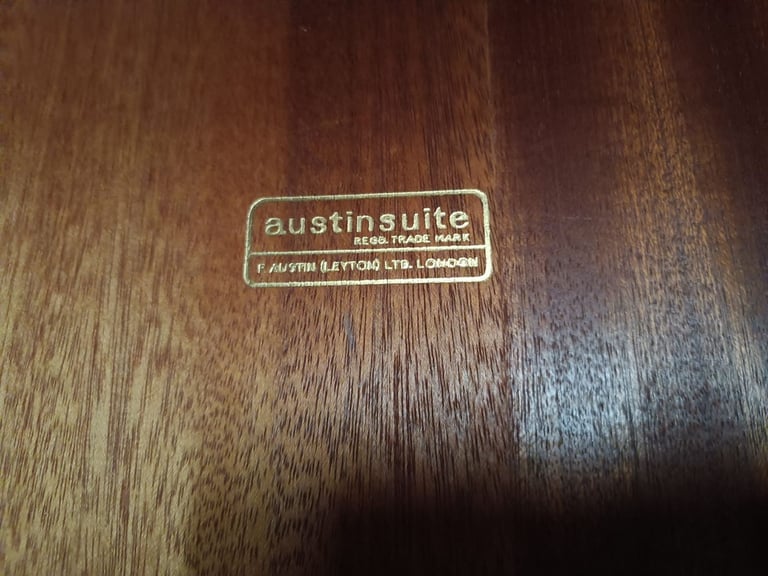 austinsuite
REGD. TRADE MARK
F. AUSTIN (LEYTON) LTD. LONDON